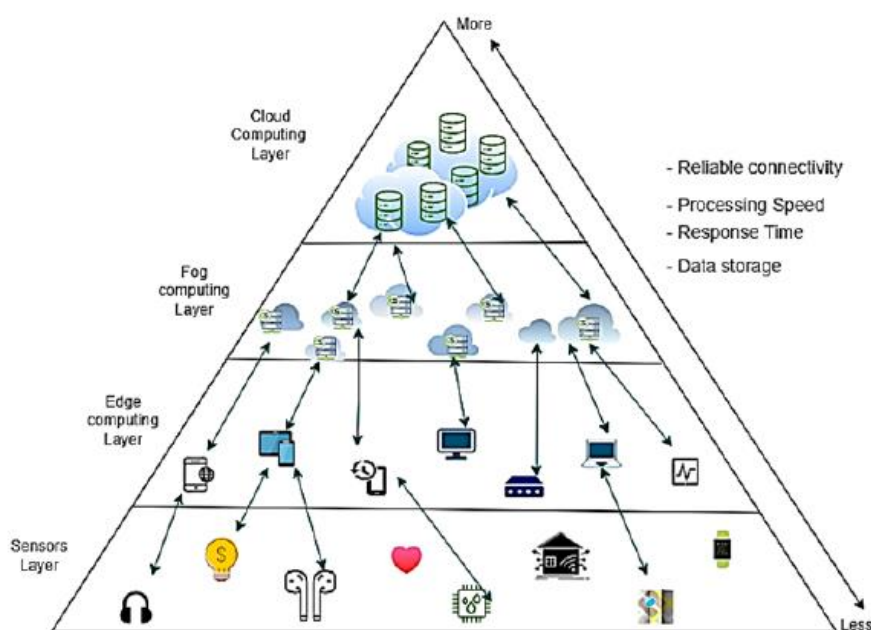 More
Cloud
Computing
Layer
- Reliable connectivity
- Processing Speed
- Response Time
- Data storage
Fog
computing
Layer
Edge
computing
Layer
Sensors
Layer
$
Less